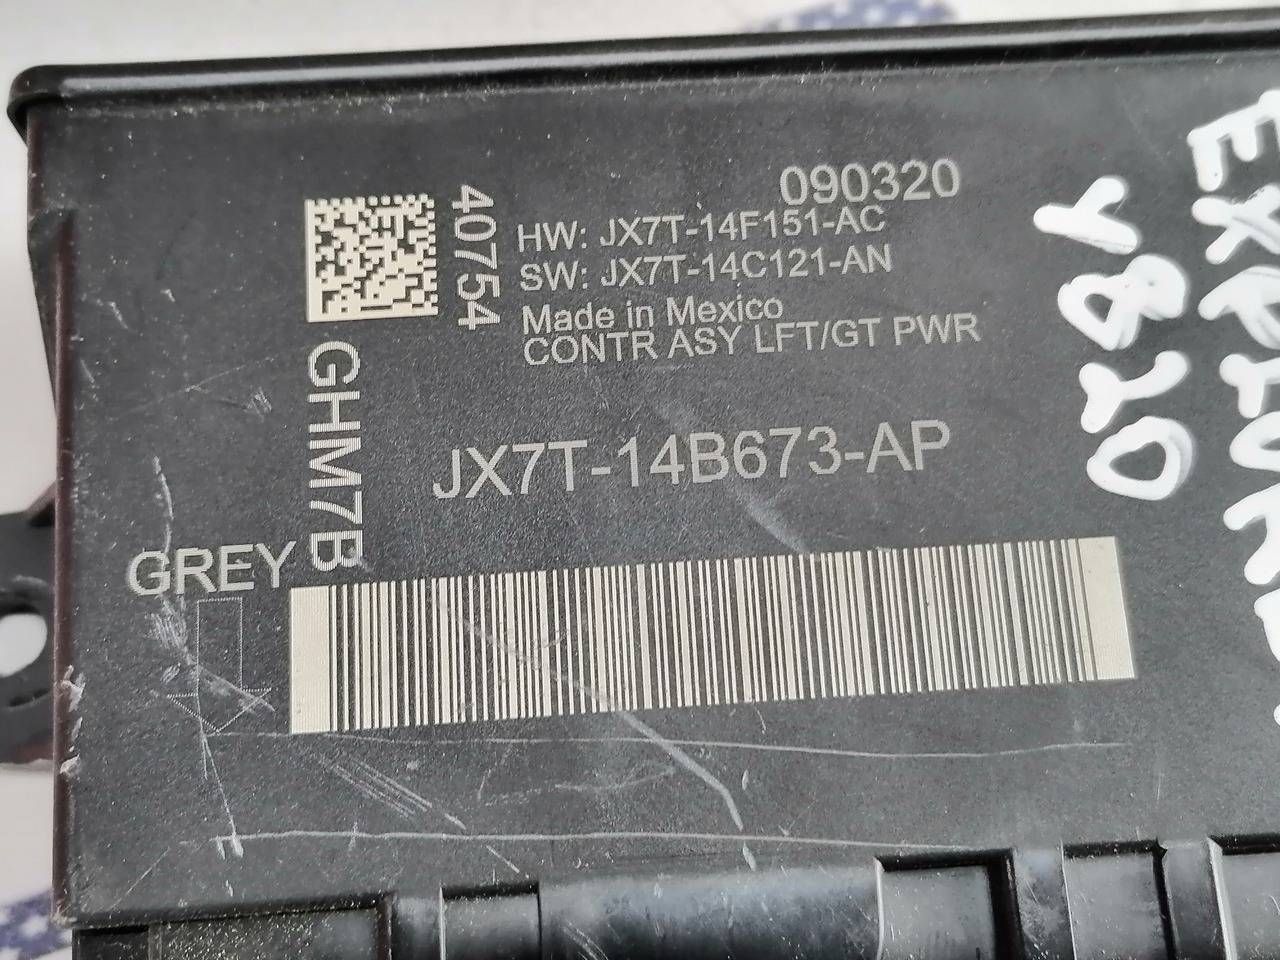 090320
HW: JX7T-14F151-AC
SW: JX7T-14C121-AN
Made in Mexico
CONTR ASY LFT/GT PWR
40754
GHM7B
JX7T-14B673-AP
GREY
Y820